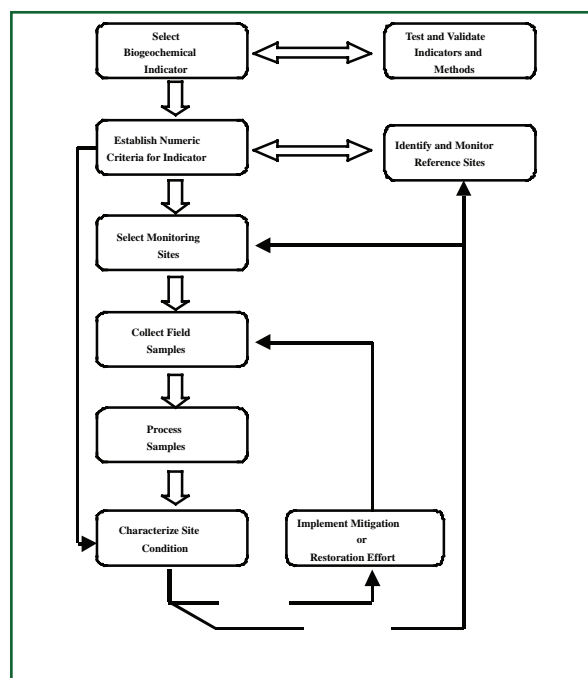 Select
Biogeochemical
Indicator
Test and Validate
Indicators and
Methods
Establish Numeric
Criteria for Indicator
Identify and Monitor
Reference Sites
Select Monitoring
Sites
Collect Field
Samples
Process
Samples
Characterize Site
Condition
Implement Mitigation
or
Restoration Effort